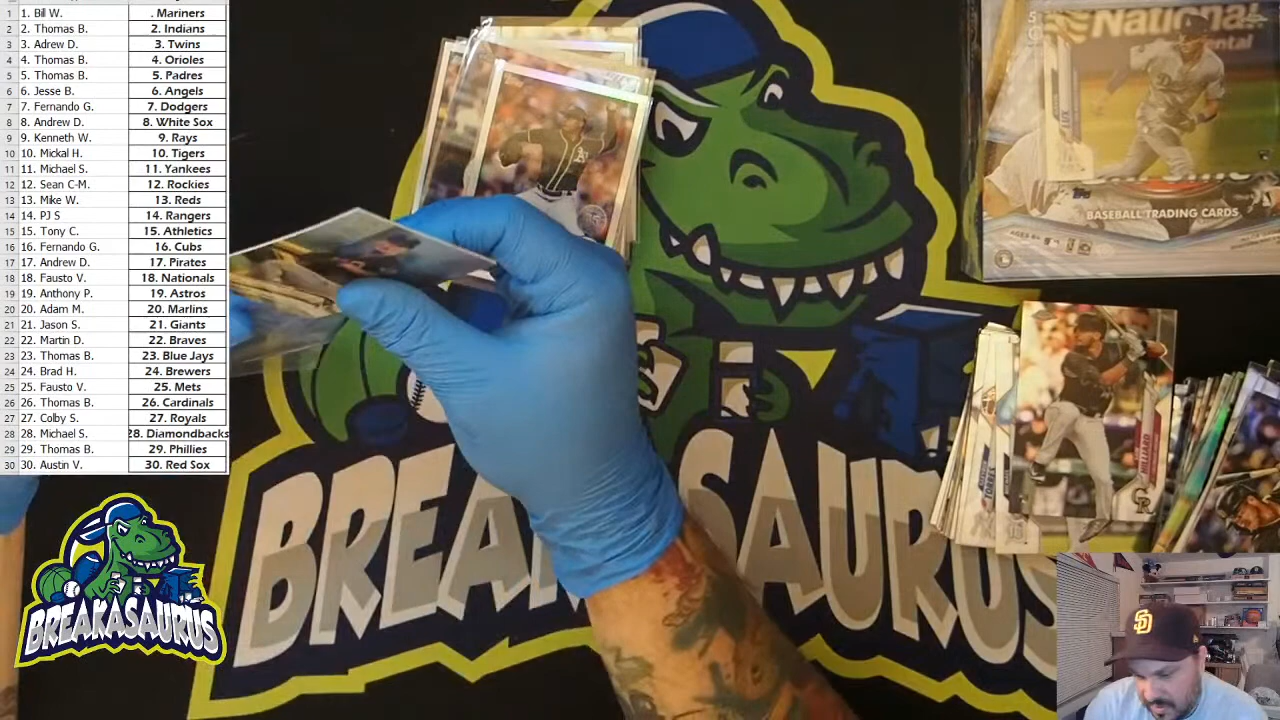 1 1. Bill W. . Mariners
2 2. Thomas B. 2. Indians
3 3. Adrew D. 3. Twins
4 4. Thomas B. 4. Orioles
5 5. Thomas B. 5. Padres
6 6. Jesse B. 6. Angels
7 7. Fernando G. 7. Dodgers
8 8. Andrew D. 8. White Sox
9 9. Kenneth W. 9. Rays
10 10. Mickal H. 10. Tigers
11 11. Michael S. 11. Yankees
12 12. Sean C-M. 12. Rockies
13 13. Mike W. 13. Reds
14 14. PJ S 14. Rangers
15 15. Tony C. 15. Athletics
16 16. Fernando G. 16. Cubs
17 17. Andrew D. 17. Pirates
18 18. Fausto V. 18. Nationals
19 19. Anthony P. 19. Astros
20 20. Adam M. 20. Marlins
21 21. Jason S. 21. Giants
22 22. Martin D. 22. Braves
23 23. Thomas B. 23. Blue Jays
24 24. Brad H. 24. Brewers
25 25. Fausto V. 25. Mets
26 26. Thomas B. 26. Cardinals
27 27. Colby S. 27. Royals
28 28. Michael S. 28. Diamondbacks
29 29. Thomas B. 29. Phillies
30 30. Austin V. 30. Red Sox
National
ental
LUX
topps
BASEBALL TRADING CARDS
HILLIARD
CR
TORRES
BREAKASAURUS
BREAKASAURUS
SD